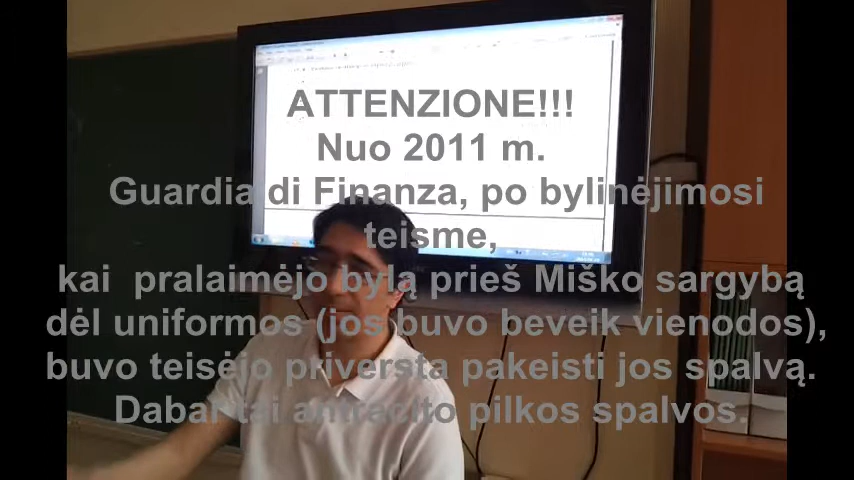 ATTENZIONE!!!
Nuo 2011 m.
Guardia di Finanza, po bylinėjimosi
teisme,
kai pralaimėjo bylą prieš Miško sargybą
dėl uniformos (jos buvo beveik vienodos),
buvo teisėjo priversta pakeisti jos spalvą.
Dabar tai antracito pilkos spalvos.